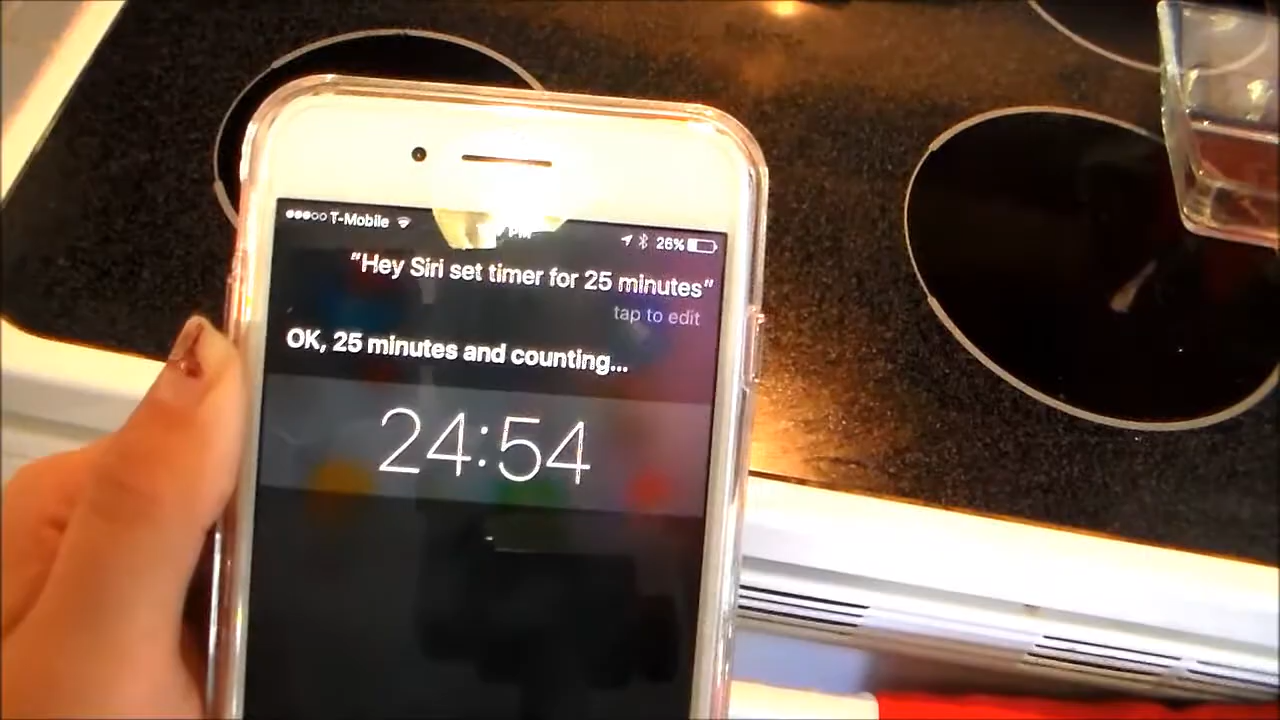 T-Mobile
PM
26%
"Hey Siri set timer for 25 minutes"
tap to edit
OK, 25 minutes and counting...
24:54